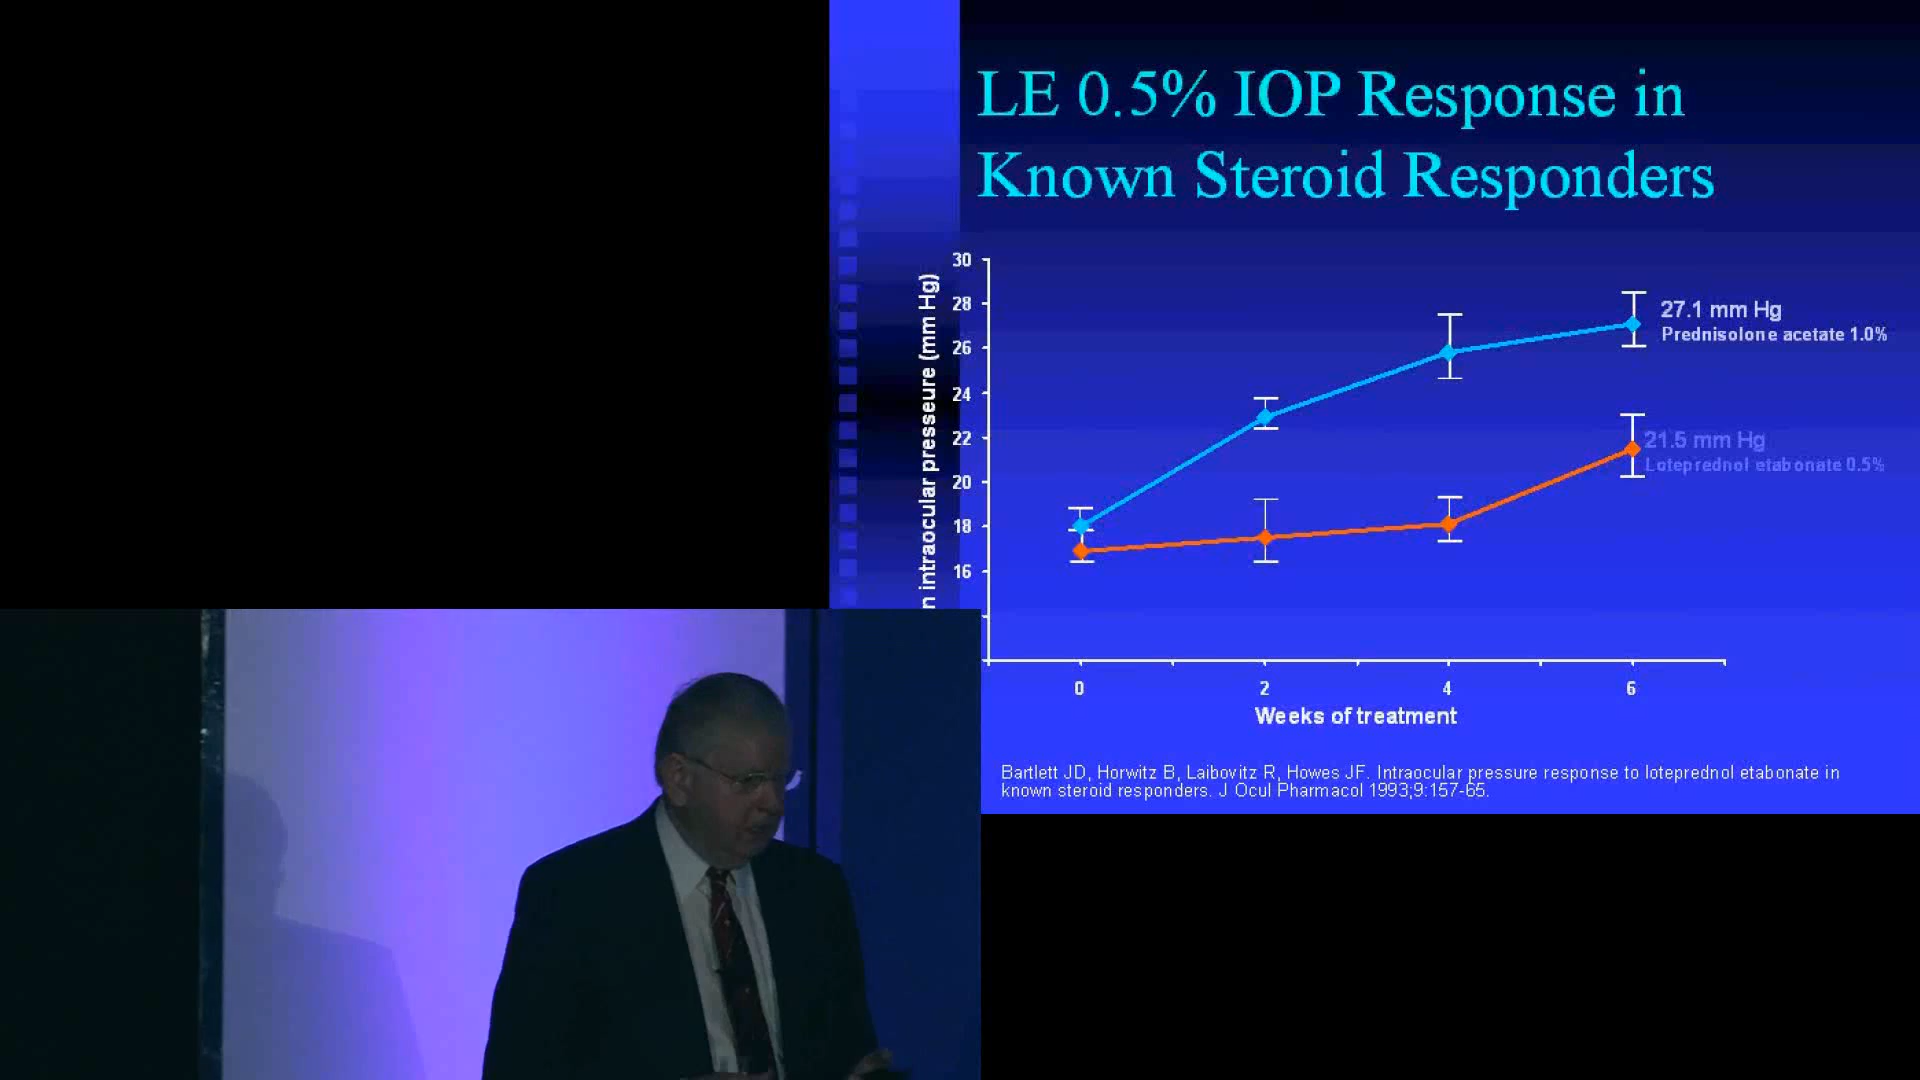 LE 0.5% IOP Response in
Known Steroid Responders
n intraocular presseure (mm Hg)
30
28
26
24
22
20
18
16
27.1 mm Hg
Prednisolone acetate 1.0%
21.5 mm Hg
Loteprednol etabonate 0.5%
0 2 4 6
Weeks of treatment
Bartlett JD, Horwitz B, Laibovitz R, Howes JF. Intraocular pressure response to loteprednol etabonate in
known steroid responders. J Ocul Pharmacol 1993;9:157-65.